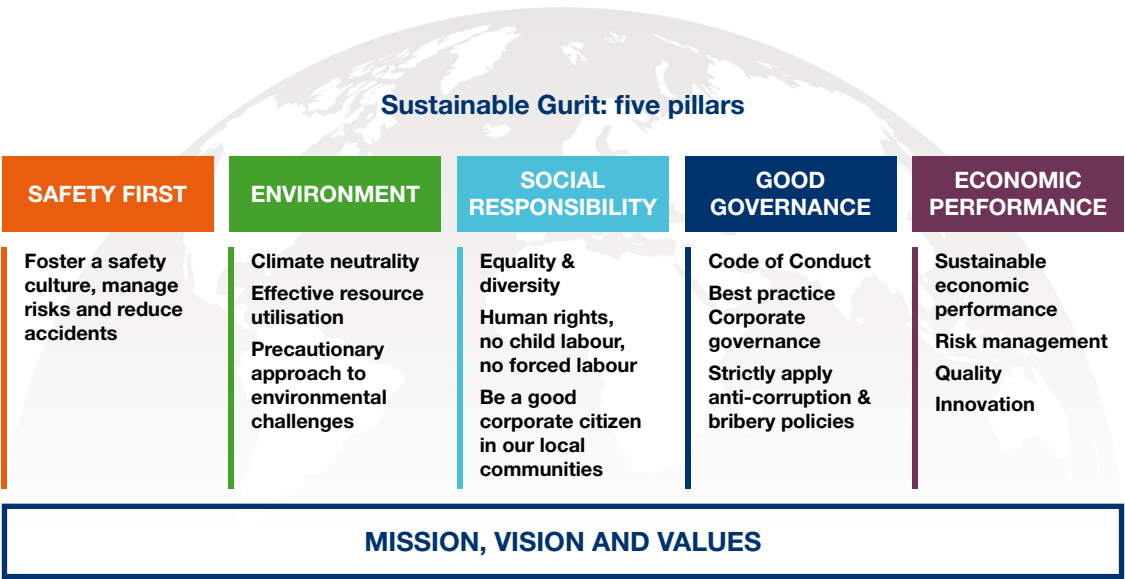 Sustainable Gurit: five pillars
SAFETY FIRST
Foster a safety
culture, manage
risks and reduce
accidents
ENVIRONMENT
Climate neutrality
Effective resource
utilisation
Precautionary
approach to
environmental
challenges
SOCIAL
RESPONSIBILITY
Equality &
diversity
Human rights,
no child labour,
no forced labour
Be a good
corporate citizen
in our local
communities
GOOD
GOVERNANCE
Code of Conduct
Best practice
Corporate
governance
Strictly apply
anti-corruption &
bribery policies
ECONOMIC
PERFORMANCE
Sustainable
economic
performance
Risk management
Quality
Innovation
MISSION, VISION AND VALUES